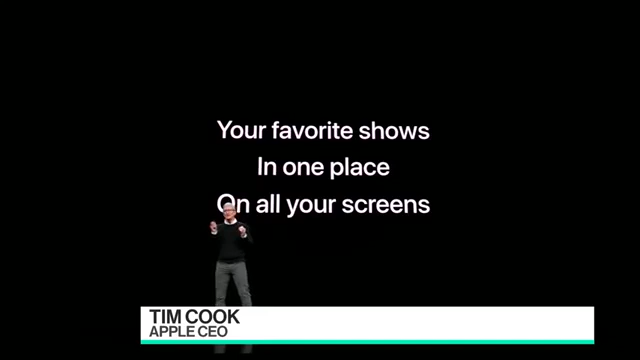 Your favorite shows
In one place
On all your screens
TIM COOK
APPLE CEO